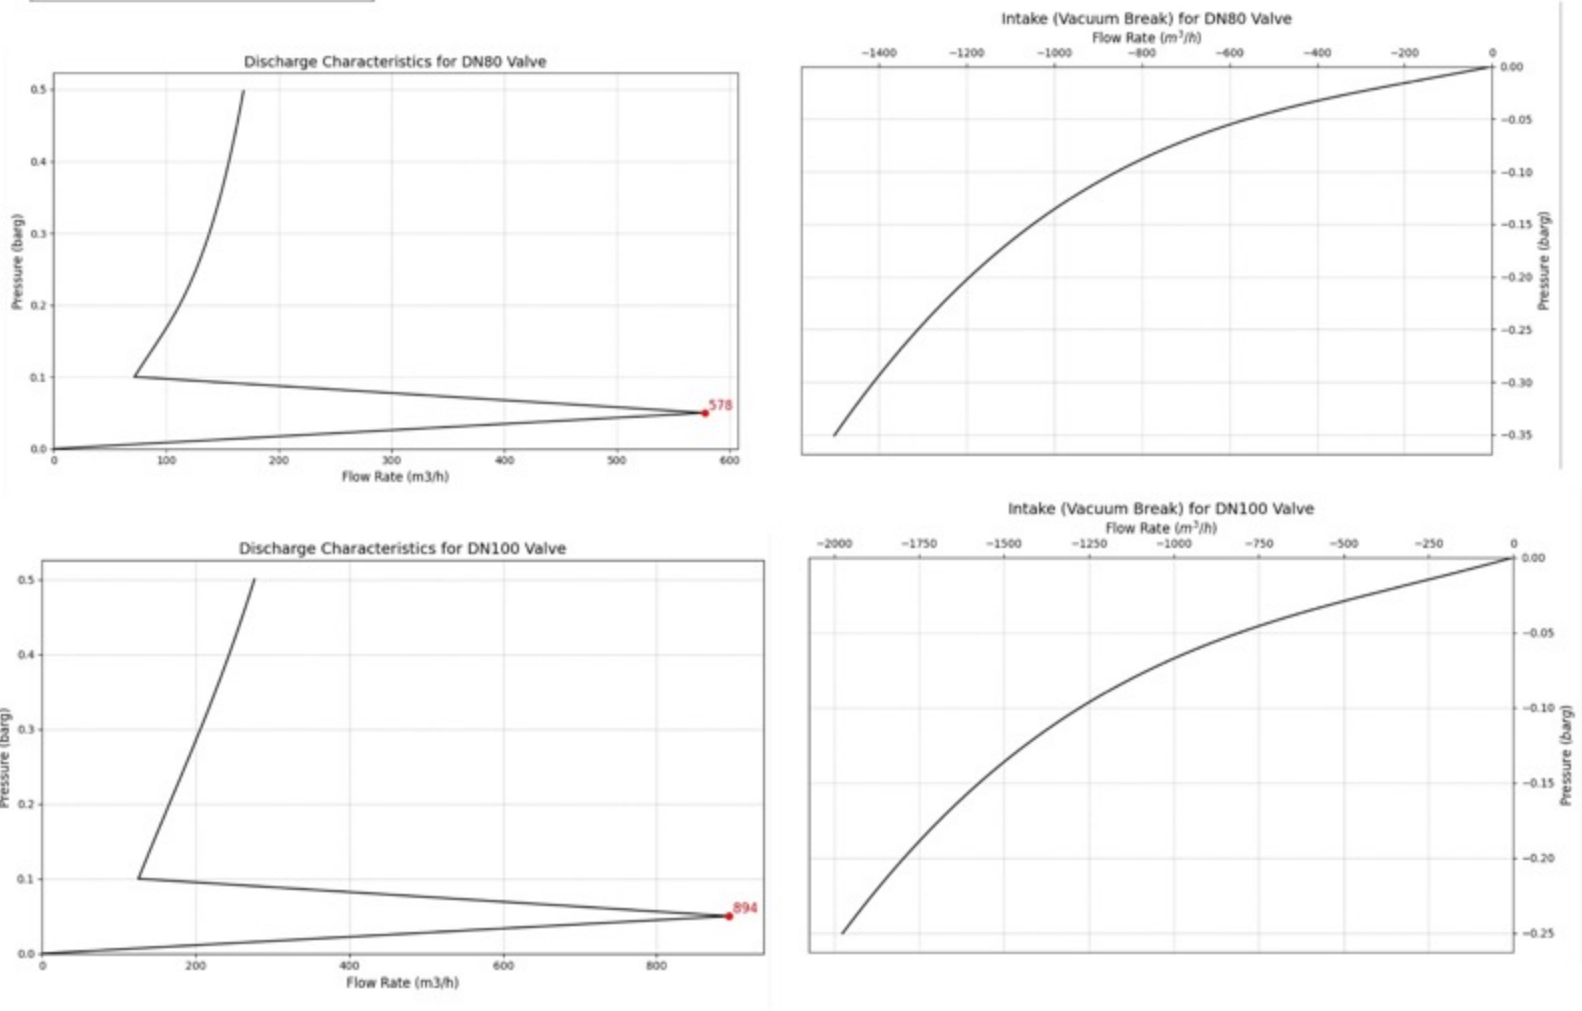 Discharge Characteristics for DN80 Valve
Pressure (barg)
0.5
0.4
0.3
0.2
0.1
0.0
578
0 100 200 300 400 500 600
Flow Rate (m3/h)
Intake (Vacuum Break) for DN80 Valve
Flow Rate (m³/h)
−1400 −1200 −1000 −800 −600 −400 −200 0
0.00
−0.05
−0.10
−0.15
−0.20
−0.25
−0.30
−0.35
Pressure (barg)
Discharge Characteristics for DN100 Valve
Pressure (barg)
0.5
0.4
0.3
0.2
0.1
0.0
894
0 200 400 600 800
Flow Rate (m3/h)
Intake (Vacuum Break) for DN100 Valve
Flow Rate (m³/h)
−2000 −1750 −1500 −1250 −1000 −750 −500 −250 0
0.00
−0.05
−0.10
−0.15
−0.20
−0.25
Pressure (barg)